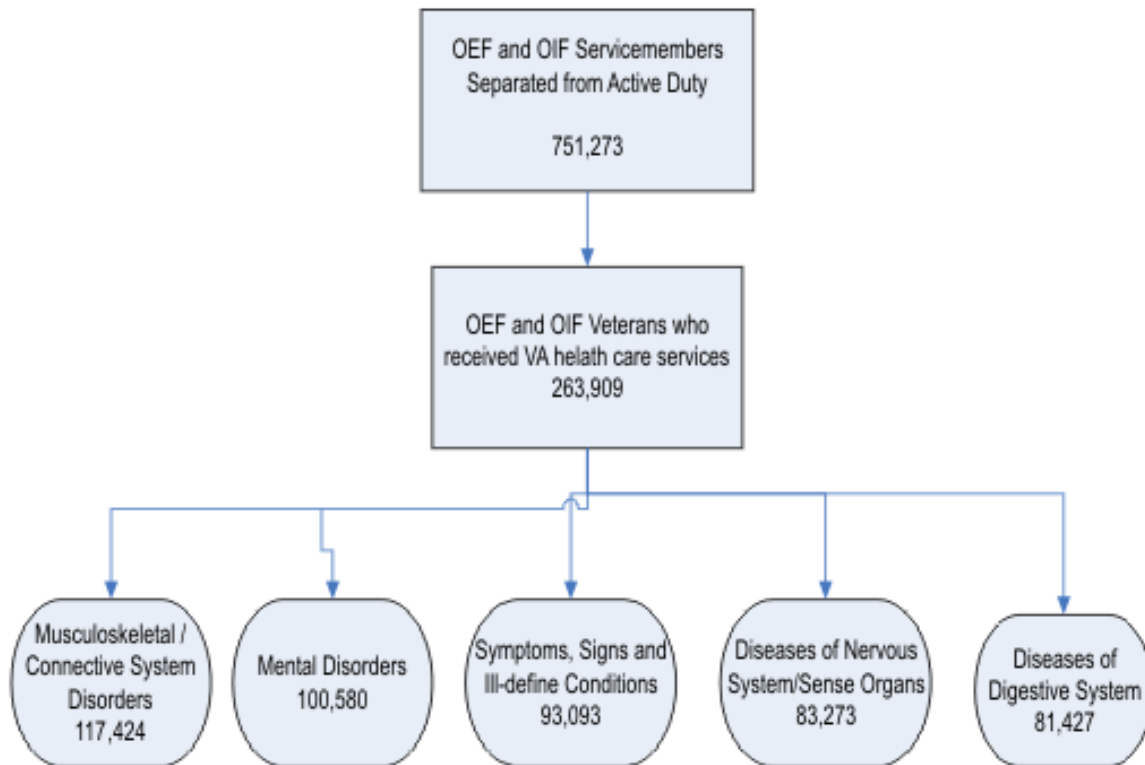 OEF and OIF Servicemembers
Separated from Active Duty
751,273
OEF and OIF Veterans who
received VA helath care services
263,909
Musculoskeletal /
Connective System
Disorders
117,424
Mental Disorders
100,580
Symptoms, Signs and
Ill-define Conditions
93,093
Diseases of Nervous
System/Sense Organs
83,273
Diseases of
Digestive System
81,427